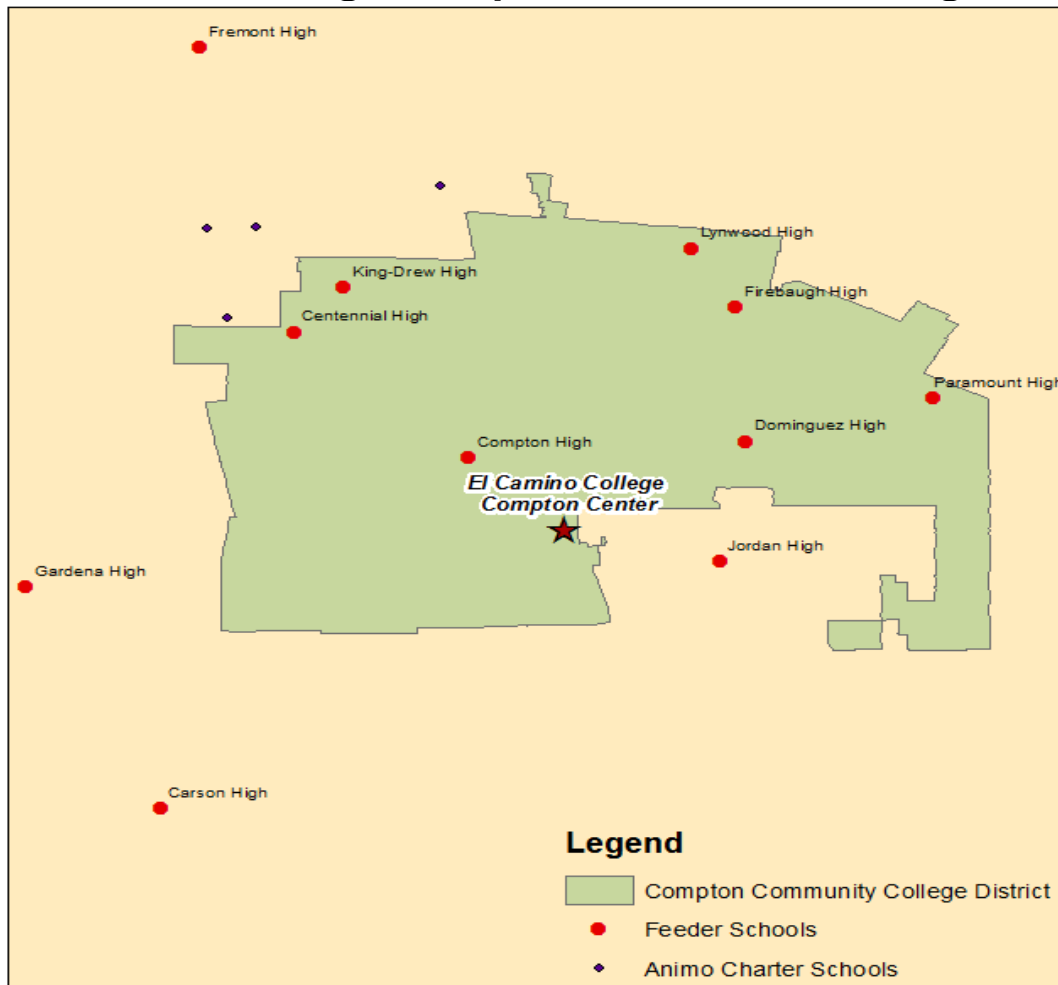 Fremont High
Lynwood High
King-Drew High
Firebaugh High
Centennial High
Paramount High
Dominguez High
Compton High
El Camino College
Compton Center
Jordan High
Gardena High
Carson High
Legend
Compton Community College District
Feeder Schools
Animo Charter Schools